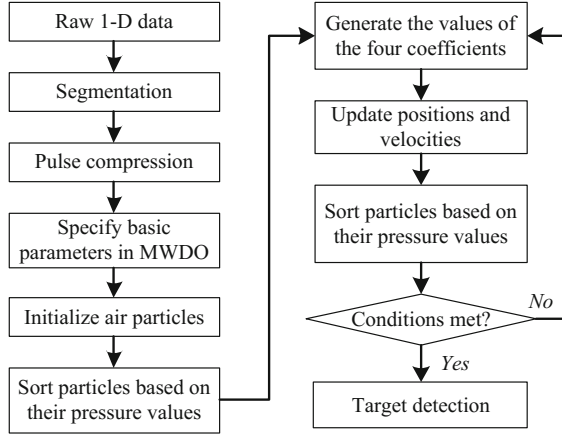 Raw 1-D data
Segmentation
Pulse compression
Specify basic
parameters in MWDO
Initialize air particles
Sort particles based on
their pressure values
Generate the values of
the four coefficients
Update positions and
velocities
Sort particles based on
their pressure values
Conditions met?
No
Yes
Target detection